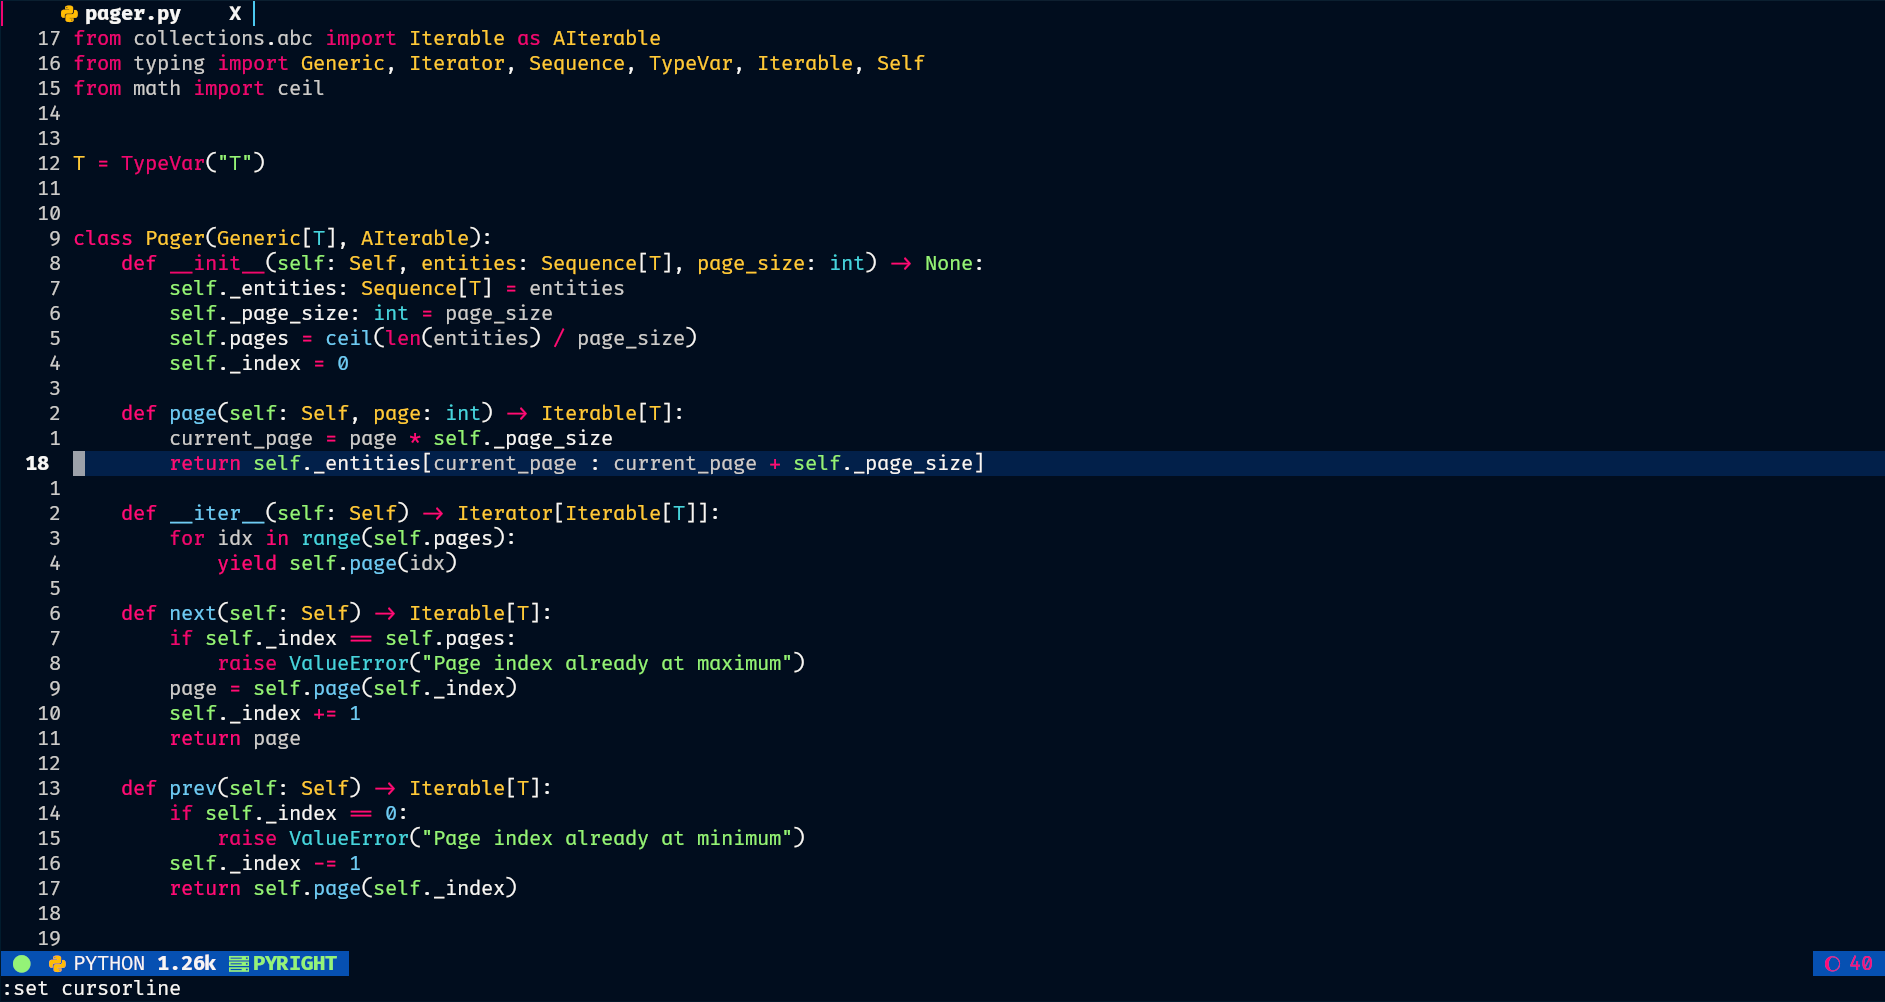 pager.py X
17 from collections.abc import Iterable as AIterable
16 from typing import Generic, Iterator, Sequence, TypeVar, Iterable, Self
15 from math import ceil
14
13
12 T = TypeVar("T")
11
10
9 class Pager(Generic[T], AIterable):
8     def __init__(self: Self, entities: Sequence[T], page_size: int) -> None:
7         self._entities: Sequence[T] = entities
6         self._page_size: int = page_size
5         self.pages = ceil(len(entities) / page_size)
4         self._index = 0
3
2     def page(self: Self, page: int) -> Iterable[T]:
1         current_page = page * self._page_size
18         return self._entities[current_page : current_page + self._page_size]
1
2     def __iter__(self: Self) -> Iterator[Iterable[T]]:
3         for idx in range(self.pages):
4             yield self.page(idx)
5
6     def next(self: Self) -> Iterable[T]:
7         if self._index == self.pages:
8             raise ValueError("Page index already at maximum")
9         page = self.page(self._index)
10         self._index += 1
11         return page
12
13     def prev(self: Self) -> Iterable[T]:
14         if self._index == 0:
15             raise ValueError("Page index already at minimum")
16         self._index -= 1
17         return self.page(self._index)
18
19
PYTHON 1.26k PYRIGHT 40
:set cursorline